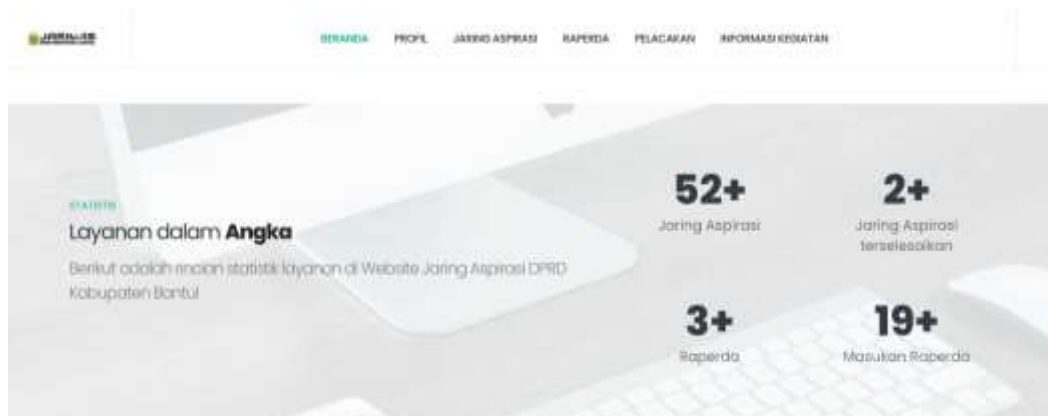 BERANDA PROFIL JARING ASPIRASI RAPERDA PELACAKAN INFORMASI KEGIATAN
STATISTIK
Layanan dalam Angka
Berikut adalah rincian statistik layanan di Website Jaring Aspirasi DPRD
Kabupaten Bantul
52+
Jaring Aspirasi
2+
Jaring Aspirasi
terselesaikan
3+
Raperda
19+
Masukan Raperda